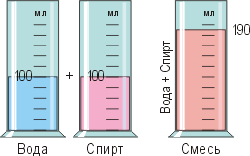 мл
мл
мл
100
+
100
190
Вода + Спирт
Вода
Спирт
Смесь